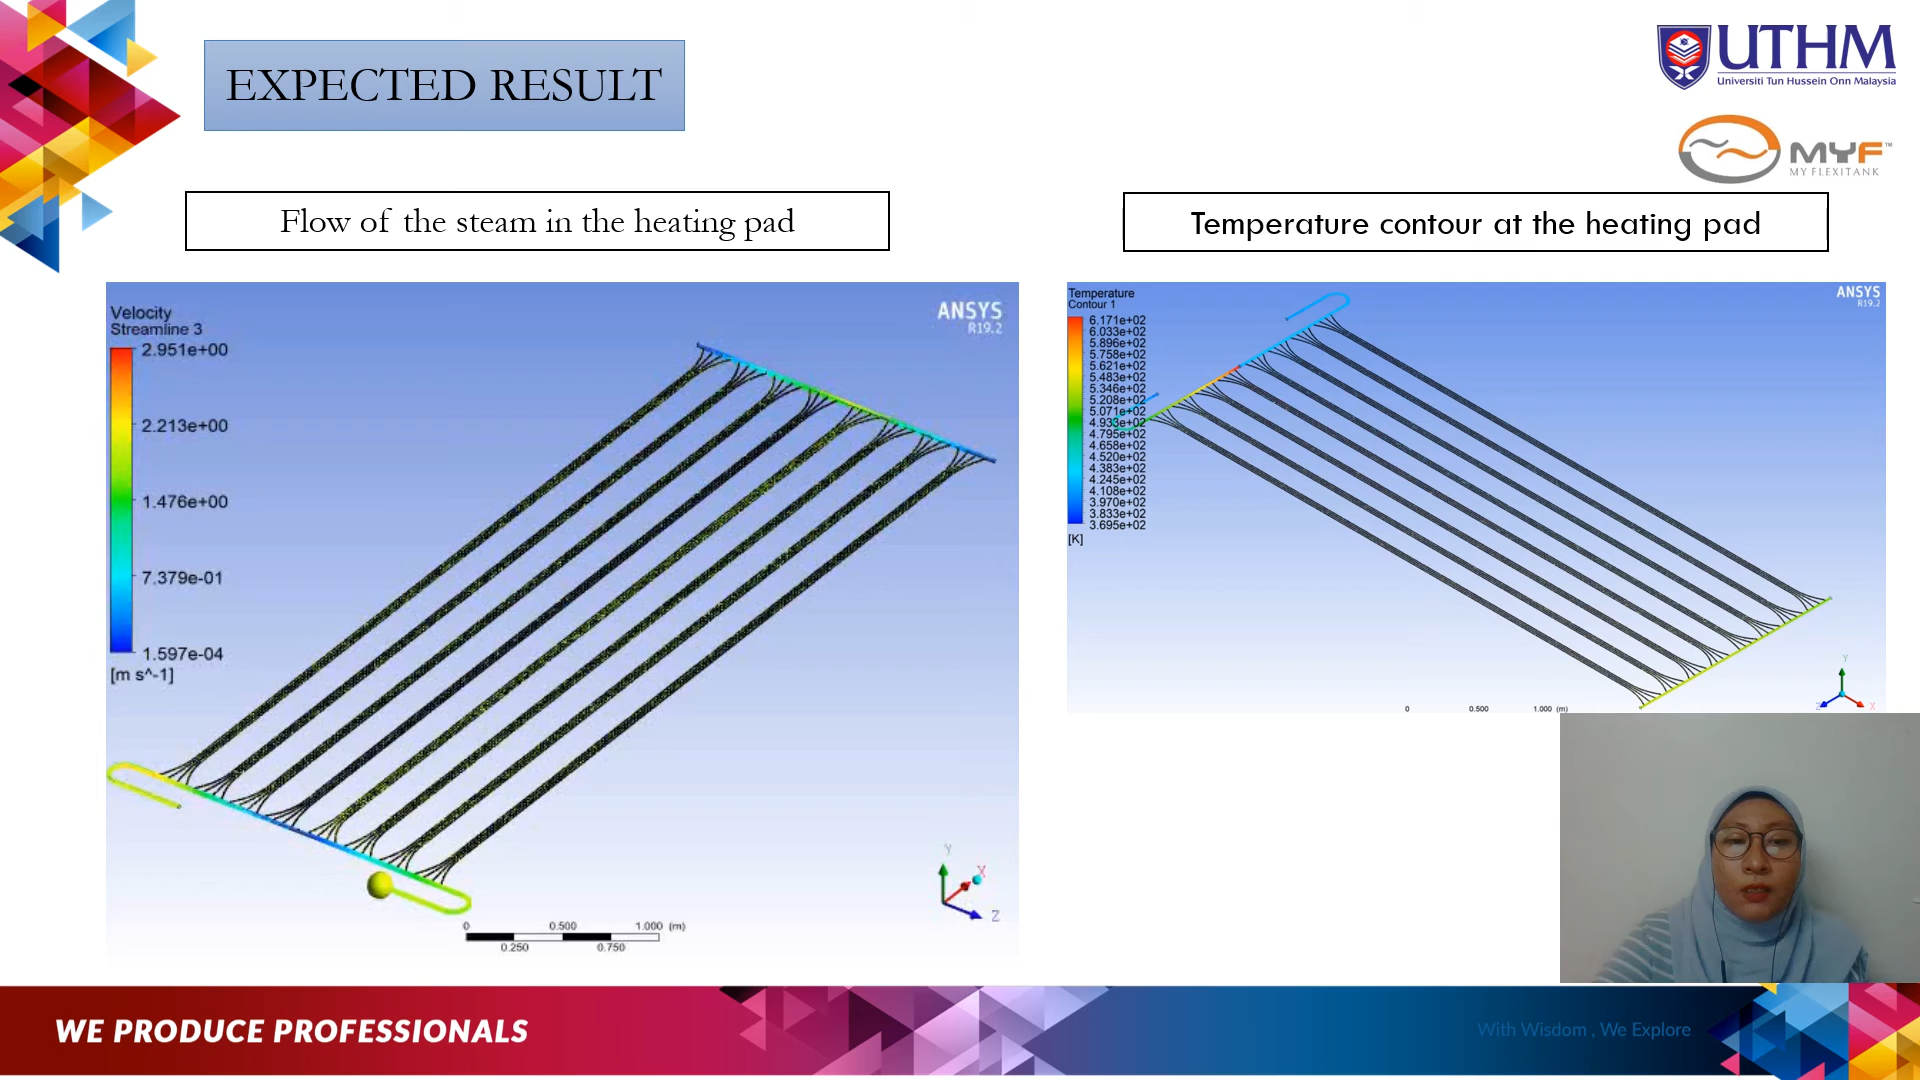 EXPECTED RESULT
UTHM
Universiti Tun Hussein Onn Malaysia
MYF™
MY FLEXITANK
Flow of the steam in the heating pad
Temperature contour at the heating pad
Velocity
Streamline 3
2.951e+00
2.213e+00
1.476e+00
7.379e-01
1.597e-04
[m s^-1]
ANSYS
R19.2
0 0.500 1.000 (m)
0.250 0.750
Y
X
Z
Temperature
Contour 1
6.171e+02
6.033e+02
5.896e+02
5.758e+02
5.621e+02
5.483e+02
5.346e+02
5.208e+02
5.071e+02
4.933e+02
4.795e+02
4.658e+02
4.520e+02
4.383e+02
4.245e+02
4.108e+02
3.970e+02
3.833e+02
3.695e+02
[K]
ANSYS
R19.2
0 0.500 1.000 (m)
Y
Z X
WE PRODUCE PROFESSIONALS
With Wisdom , We Explore